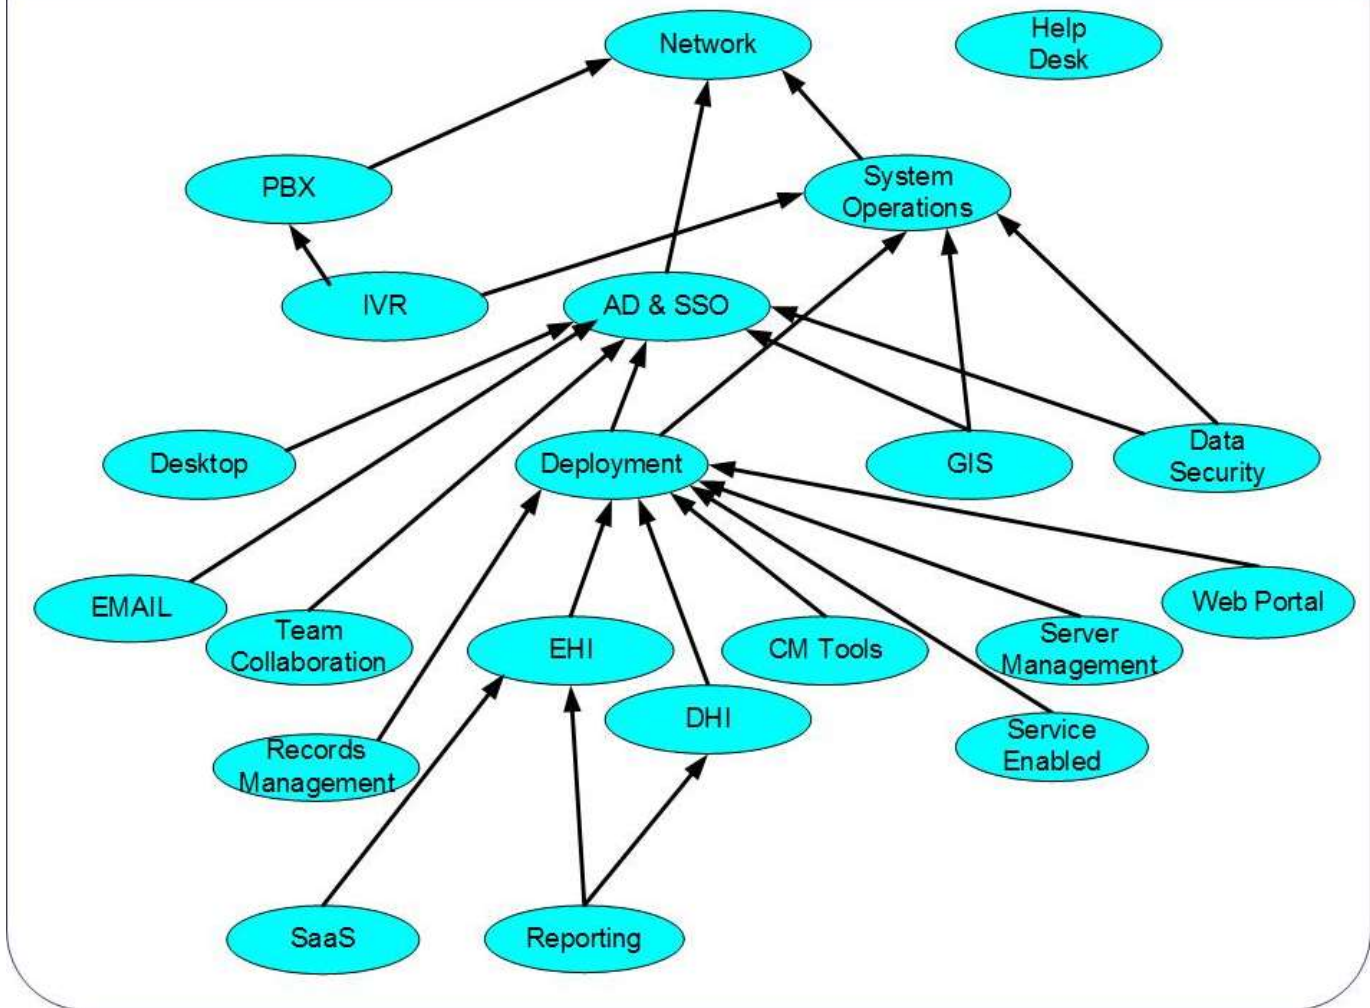 Network
Help
Desk
PBX
System
Operations
IVR
AD & SSO
Desktop
Deployment
GIS
Data
Security
EMAIL
Team
Collaboration
EHI
CM Tools
Server
Management
Web Portal
Records
Management
DHI
Service
Enabled
SaaS
Reporting